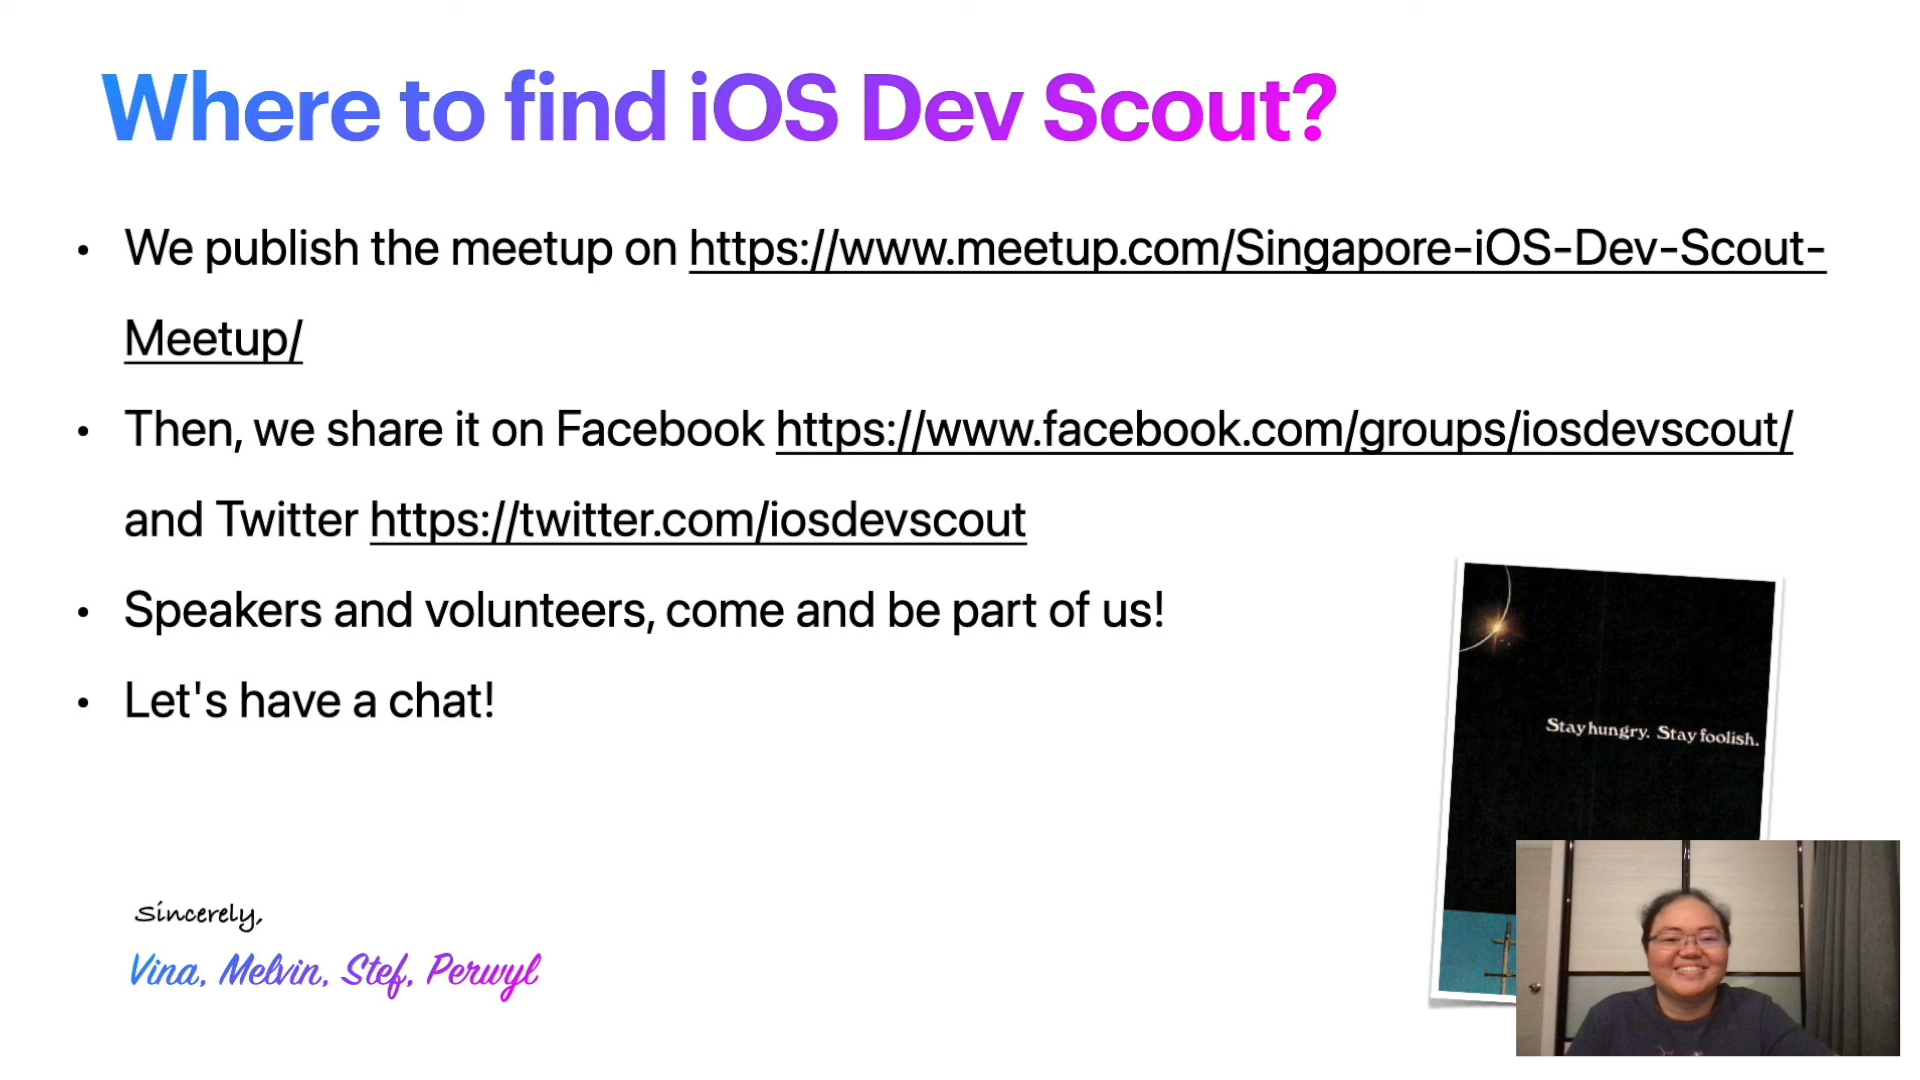 Where to find iOS Dev Scout?
• We publish the meetup on https://www.meetup.com/Singapore-iOS-Dev-Scout-
Meetup/
• Then, we share it on Facebook https://www.facebook.com/groups/iosdevscout/
and Twitter https://twitter.com/iosdevscout
• Speakers and volunteers, come and be part of us!
• Let's have a chat!
Stay hungry. Stay foolish.
Sincerely,
Vina, Melvin, Stef, Perwyl